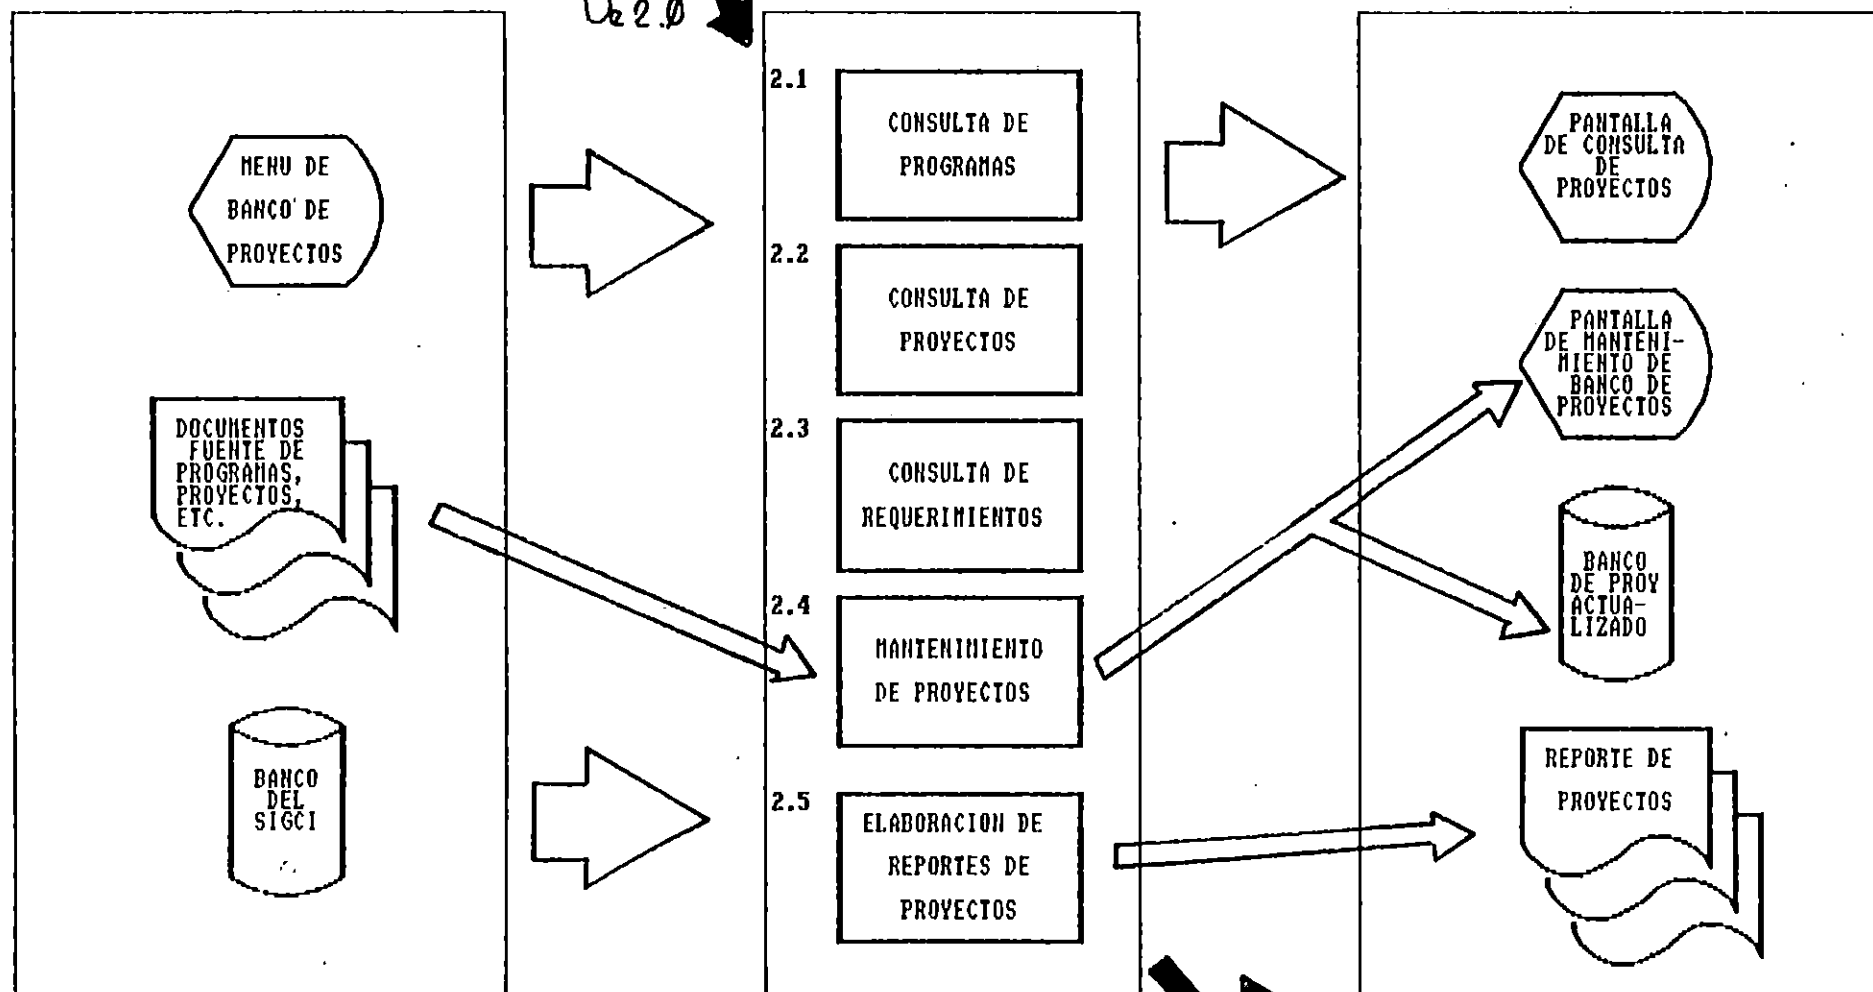 De 2.0
MENU DE
BANCO DE
PROYECTOS
DOCUMENTOS
FUENTE DE
PROGRAMAS,
PROYECTOS,
ETC.
BANCO
DEL
SIGCI
2.1
CONSULTA DE
PROGRAMAS
2.2
CONSULTA DE
PROYECTOS
2.3
CONSULTA DE
REQUERIMIENTOS
2.4
MANTENIMIENTO
DE PROYECTOS
2.5
ELABORACION DE
REPORTES DE
PROYECTOS
PANTALLA
DE CONSULTA
DE
PROYECTOS
PANTALLA
DE MANTENI-
MIENTO DE
BANCO DE
PROYECTOS
BANCO
DE PROY
ACTUA-
LIZADO
REPORTE DE
PROYECTOS